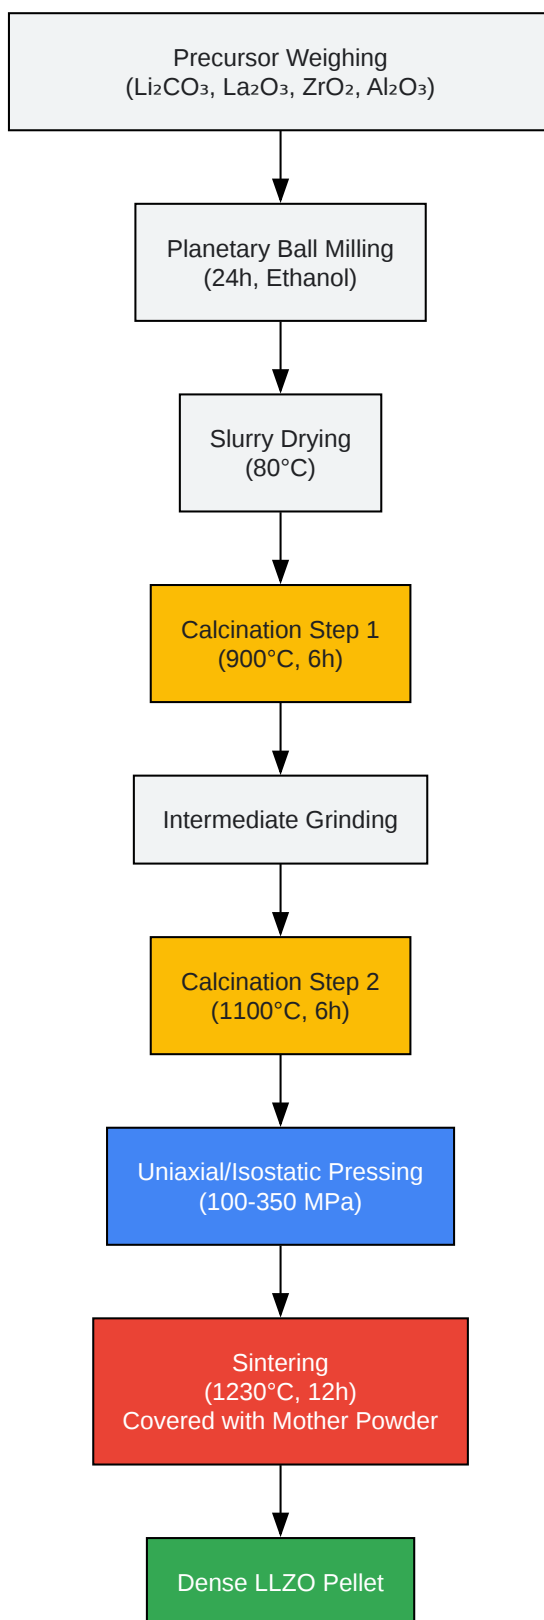 Precursor Weighing
(Li₂CO₃, La₂O₃, ZrO₂, Al₂O₃)
Planetary Ball Milling
(24h, Ethanol)
Slurry Drying
(80°C)
Calcination Step 1
(900°C, 6h)
Intermediate Grinding
Calcination Step 2
(1100°C, 6h)
Uniaxial/Isostatic Pressing
(100-350 MPa)
Sintering
(1230°C, 12h)
Covered with Mother Powder
Dense LLZO Pellet